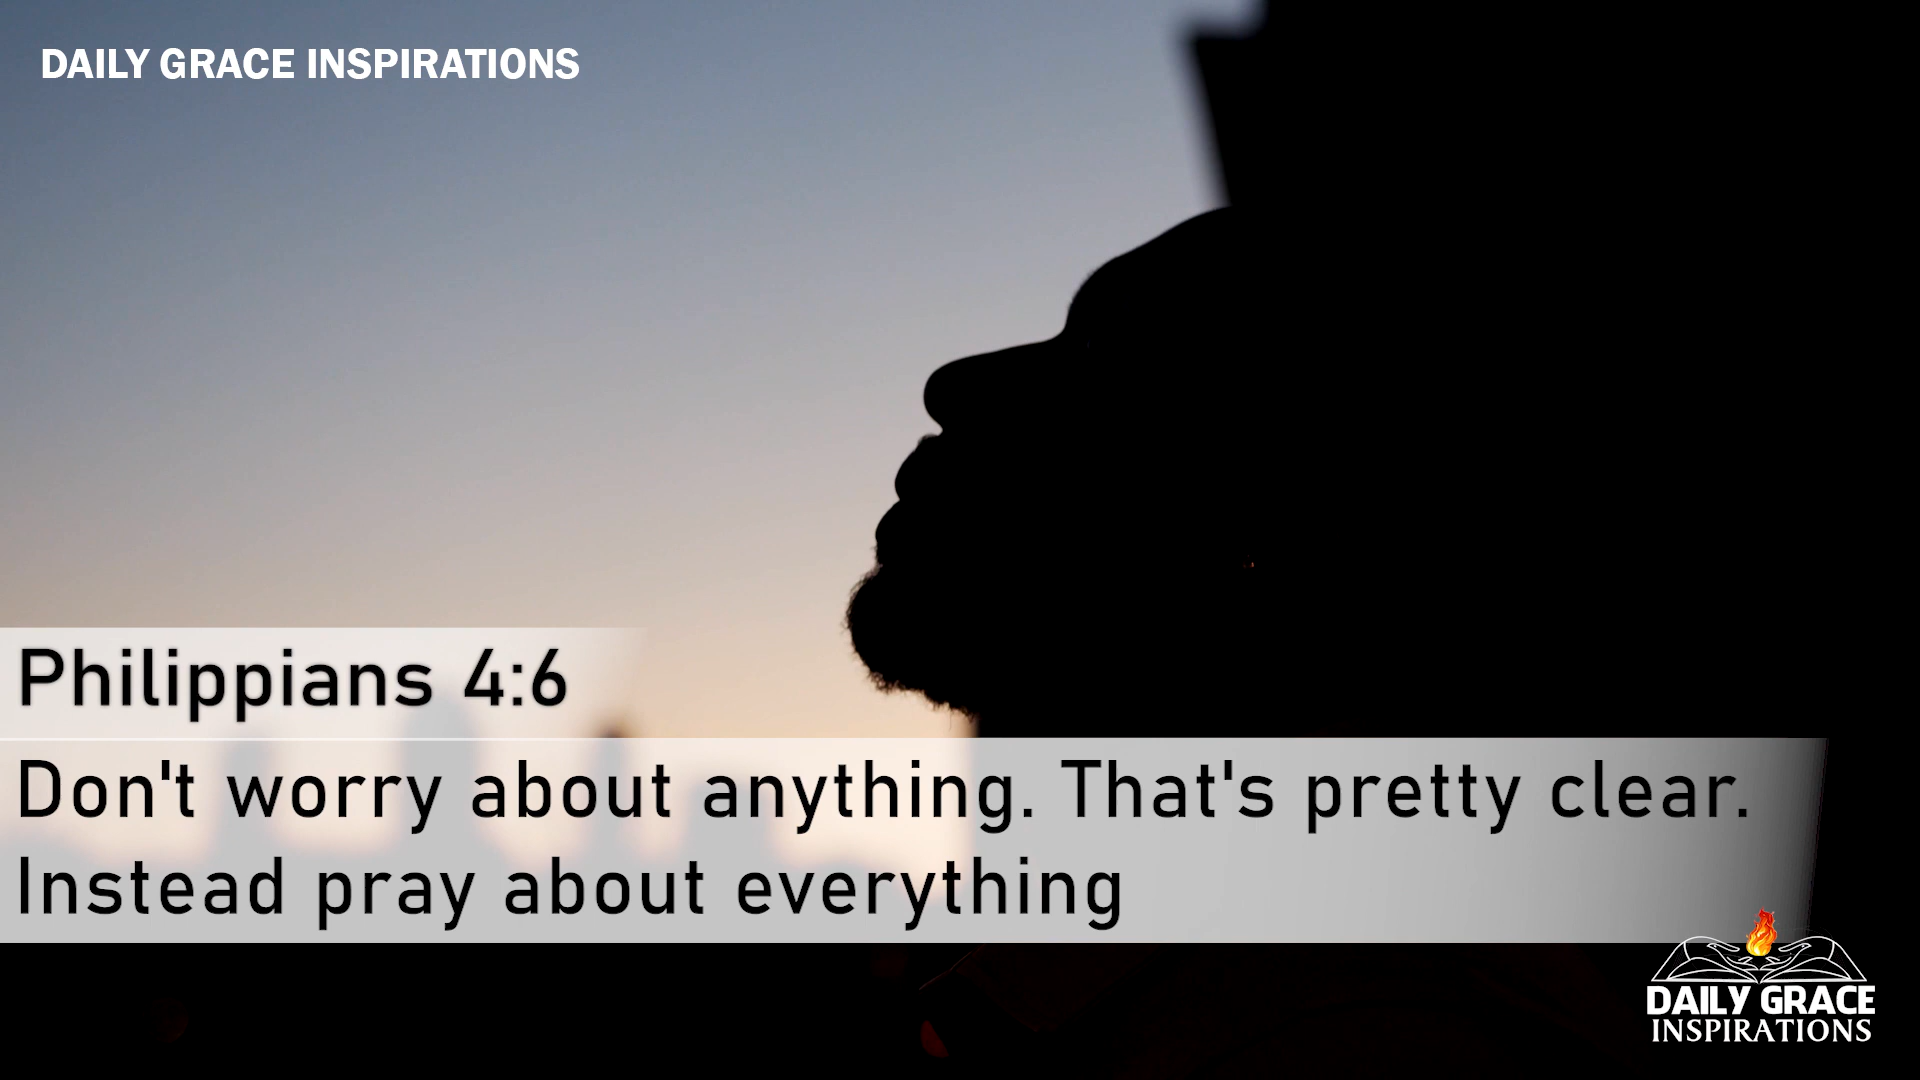 DAILY GRACE INSPIRATIONS
Philippians 4:6
Don't worry about anything. That's pretty clear.
Instead pray about everything
DAILY GRACE
INSPIRATIONS